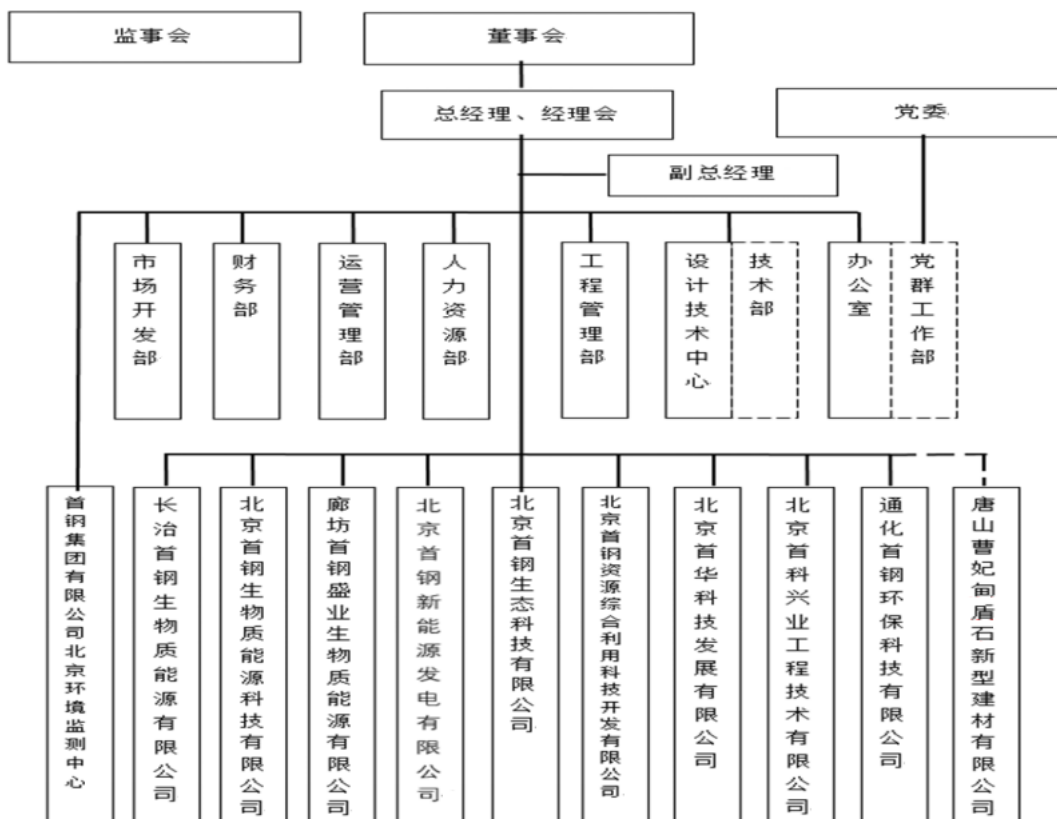 监事会
董事会
总经理、经理会
党委
副总经理
市场开发部
财务部
运营管理部
人力资源部
工程管理部
设计技术中心
技术部
办公室
党群工作部
首钢集团有限公司北京环境监测中心
长治首钢生物质能源有限公司
北京首钢生物质能源科技有限公司
廊坊首钢盛业生物质能源有限公司
北京首钢新能源发电有限公司
北京首钢生态科技有限公司
北京首钢资源综合利用科技开发有限公司
北京首华科技发展有限公司
北京首科兴业工程技术有限公司
通化首钢环保科技有限公司
唐山曹妃甸盾石新型建材有限公司